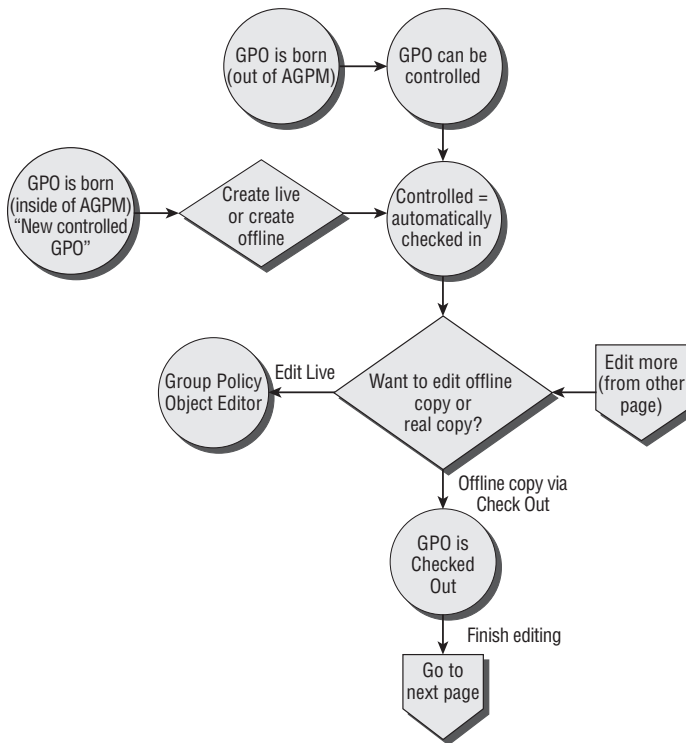 GPO is born
(out of AGPM)
GPO can be
controlled
GPO is born
(inside of AGPM)
“New controlled
GPO”
Create live
or create
offline
Controlled =
automatically
checked in
Group Policy
Object Editor
Edit Live
Want to edit offline
copy or
real copy?
Edit more
(from other
page)
Offline copy via
Check Out
GPO is
Checked
Out
Finish editing
Go to
next page